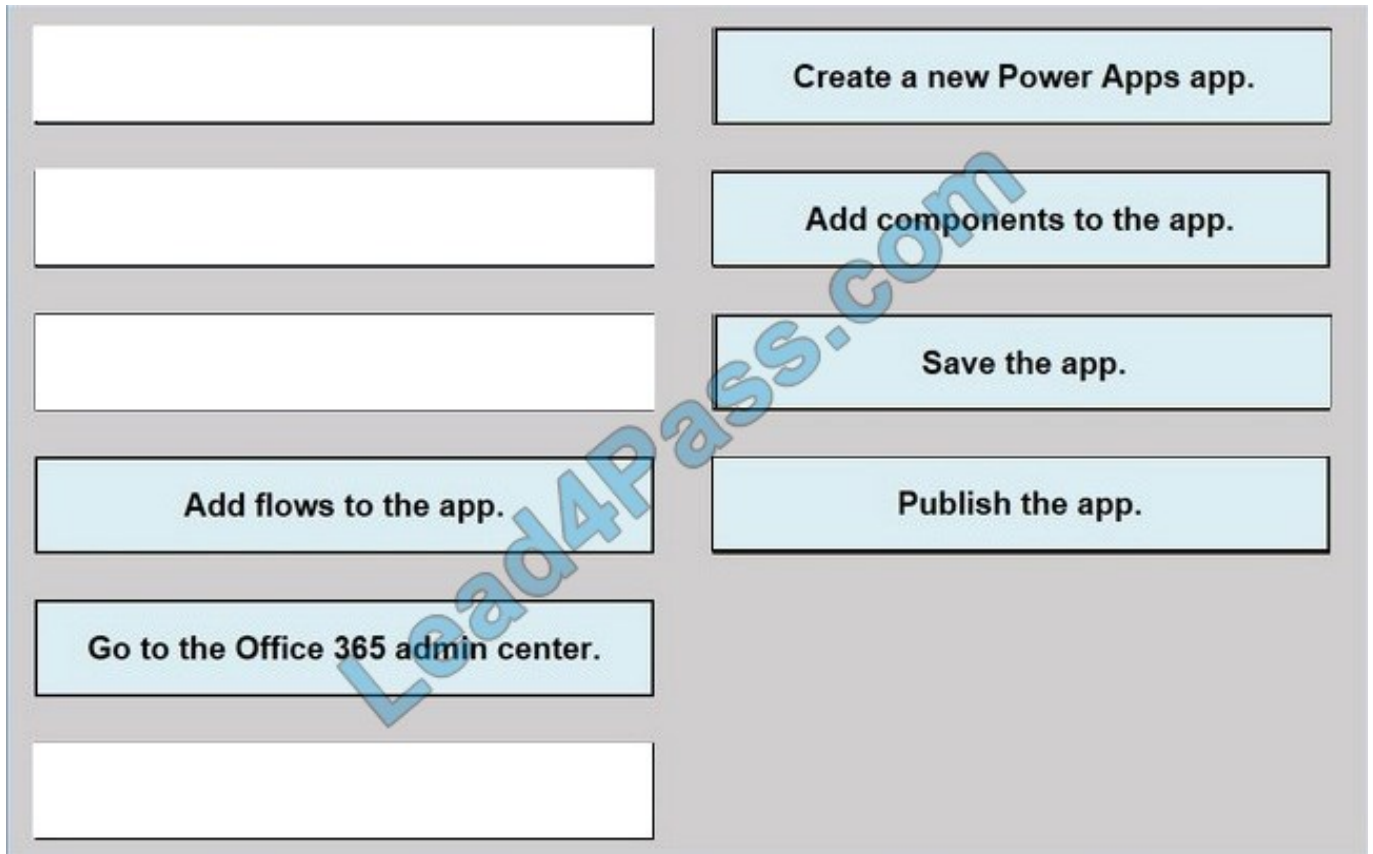 Create a new Power Apps app.
Add components to the app.
Save the app.
Add flows to the app.
Publish the app.
Go to the Office 365 admin center.
Lead4Pass.com